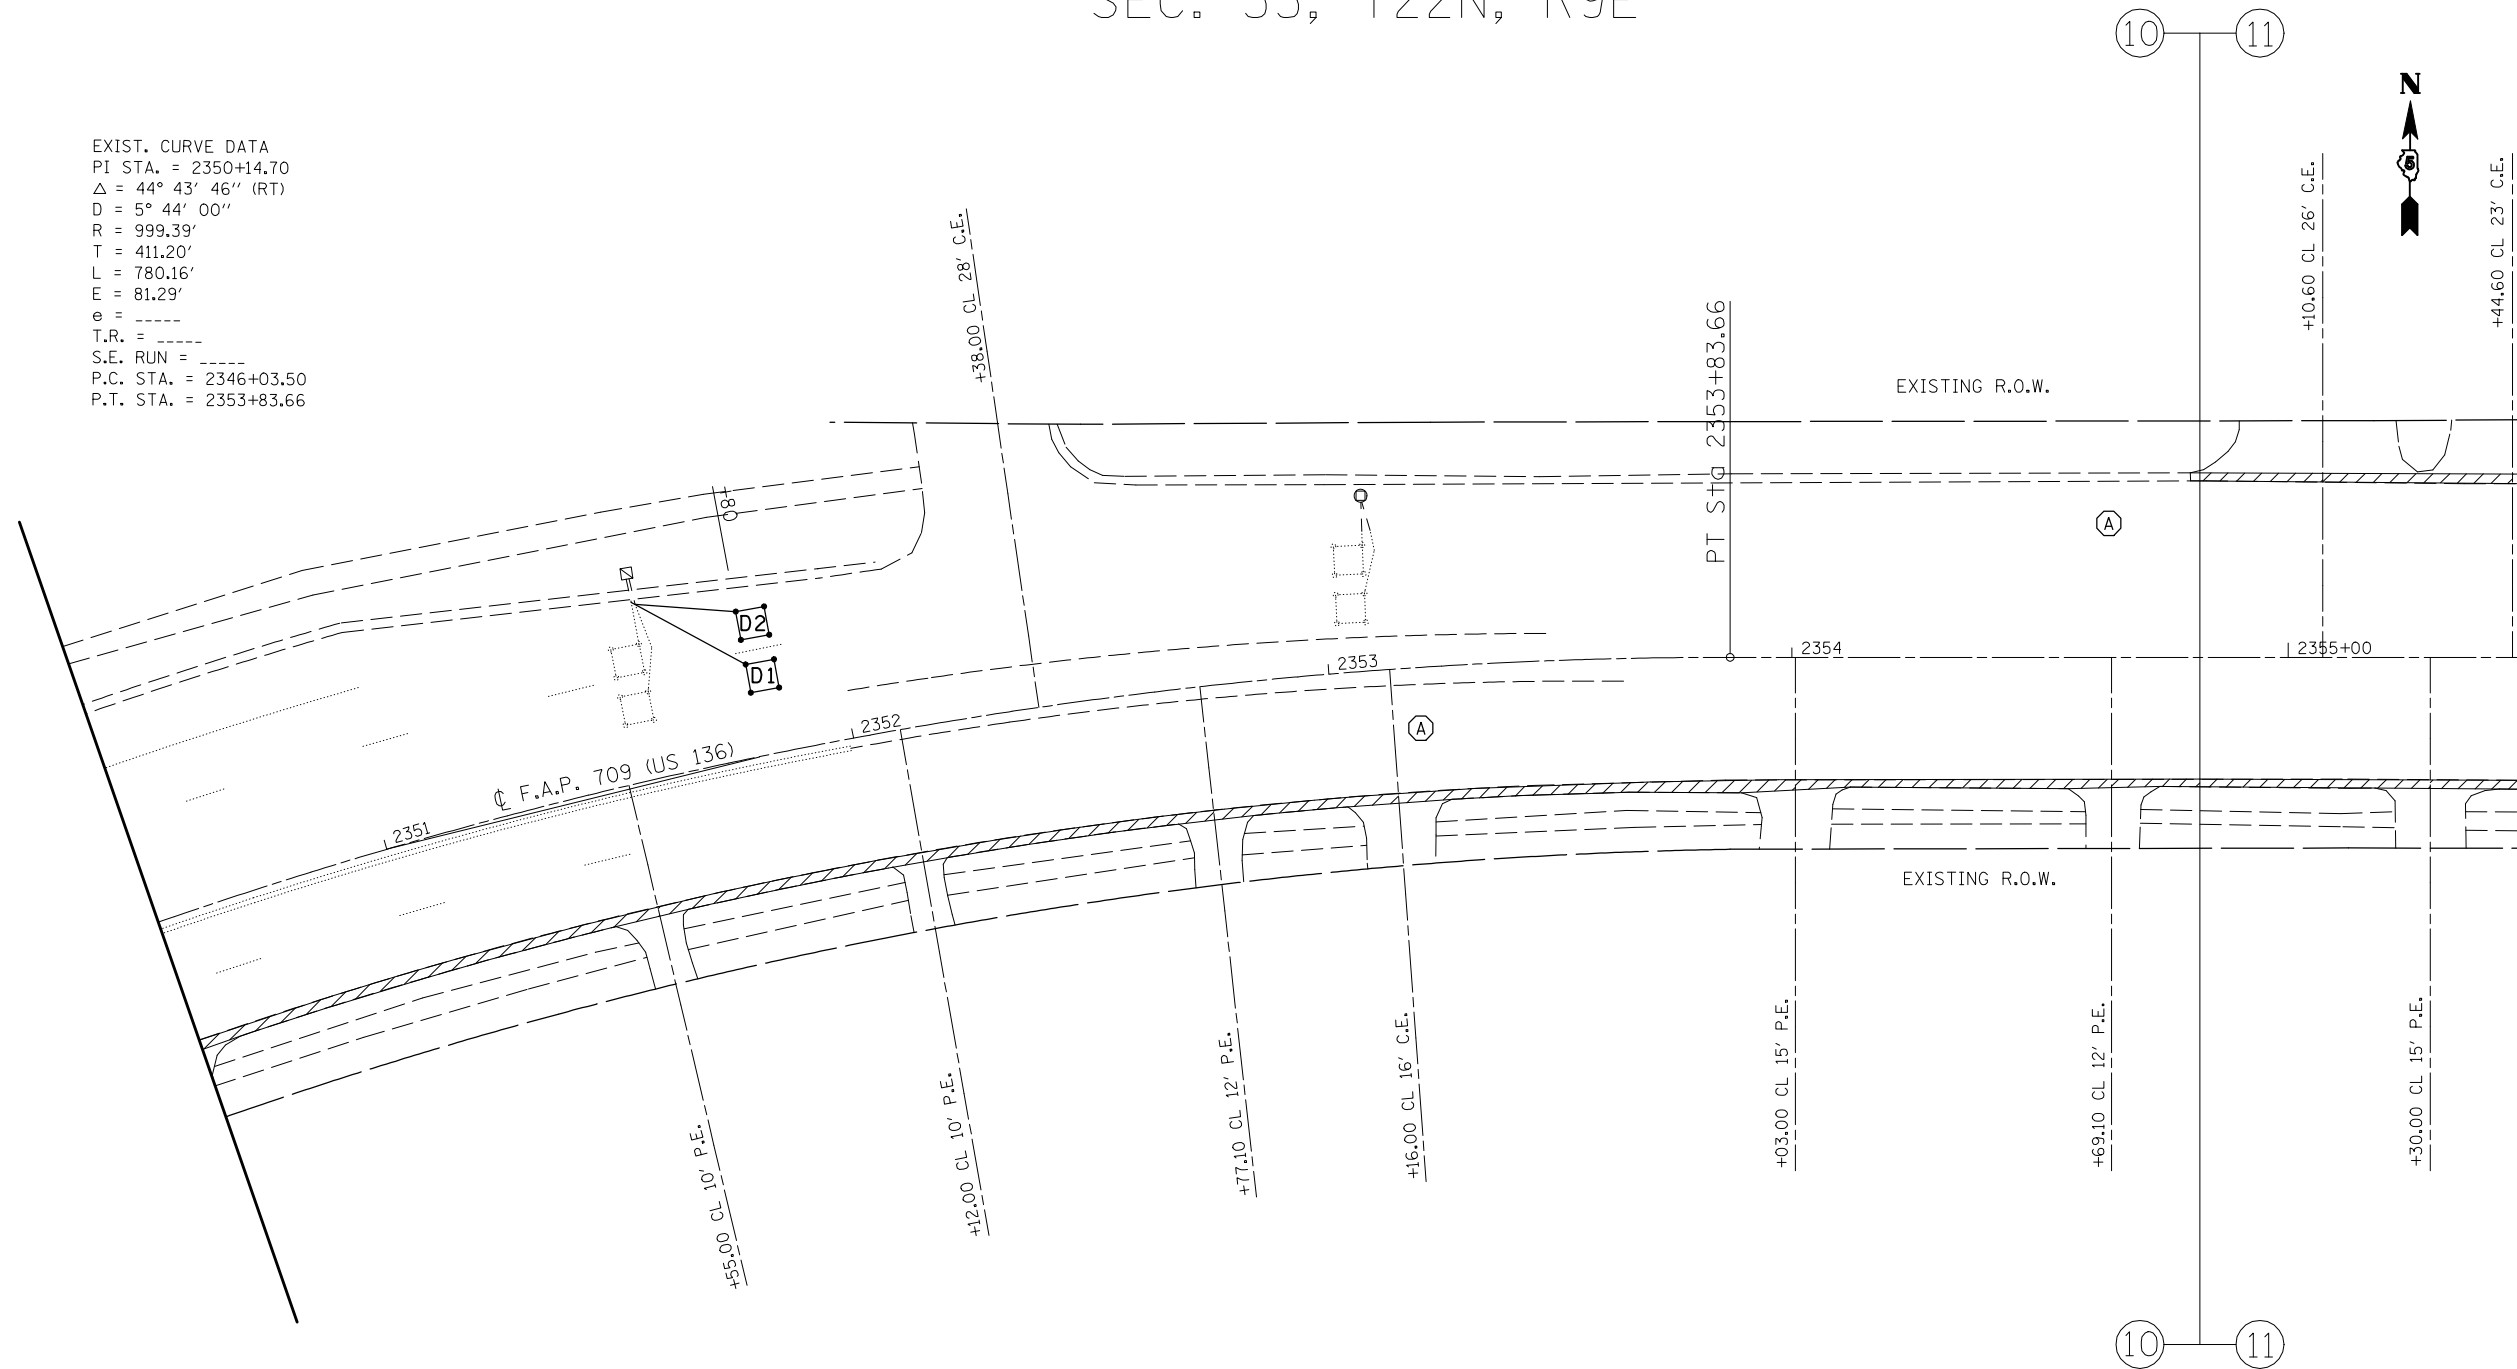 SEC. 35, T22N, R9E
10 11
N
5
EXIST. CURVE DATA
PI STA. = 2350+14.70
Δ = 44° 43′ 46″ (RT)
D = 5° 44′ 00″
R = 999.39′
T = 411.20′
L = 780.16′
E = 81.29′
e = _____
T.R. = _____
S.E. RUN = _____
P.C. STA. = 2346+03.50
P.T. STA. = 2353+83.66
+38.00 CL 28′ C.E.
PT Sta 2353+83.66
+10.60 CL 26′ C.E.
+44.60 CL 23′ C.E.
EXISTING R.O.W.
+80
A
D2
D1
2351
℄ F.A.P. 709 (US 136)
2352
2353
2354
2355+00
A
EXISTING R.O.W.
+55.00 CL 10′ P.E.
+12.00 CL 10′ P.E.
+77.10 CL 12′ P.E.
+16.00 CL 16′ C.E.
+03.00 CL 15′ P.E.
+69.10 CL 12′ P.E.
+30.00 CL 15′ P.E.
10 11